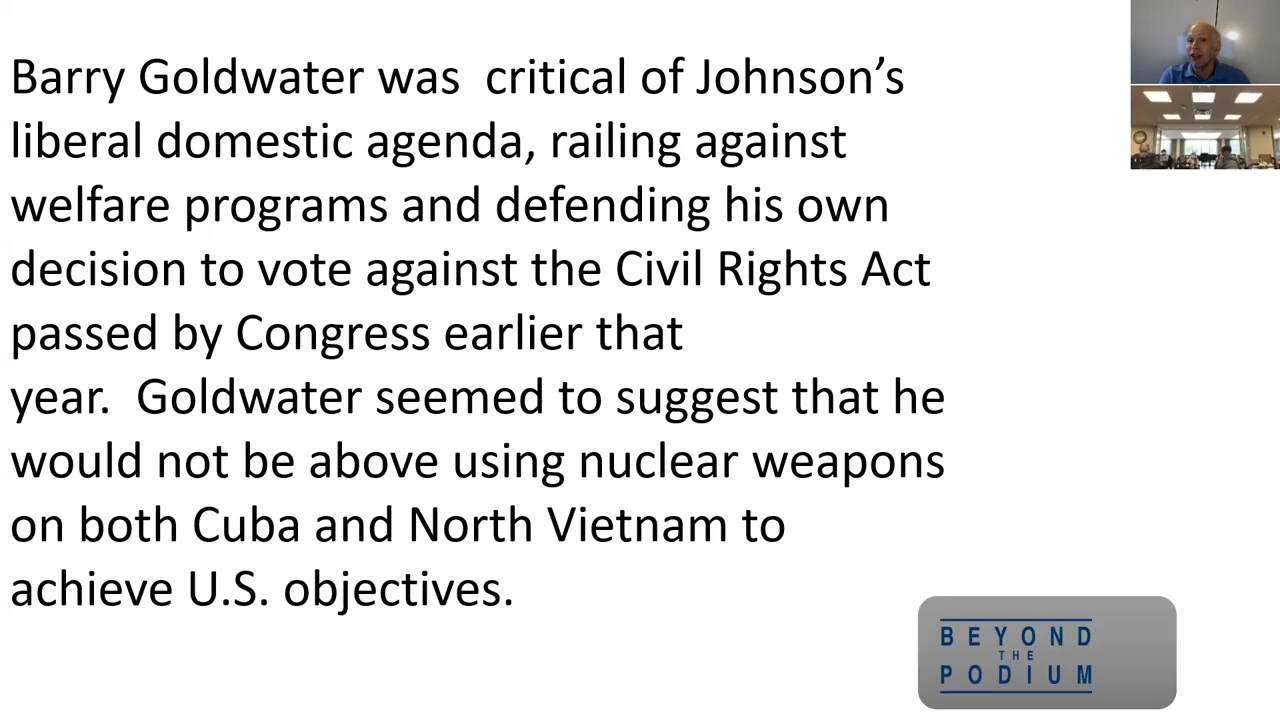 Barry Goldwater was  critical of Johnson’s
liberal domestic agenda, railing against
welfare programs and defending his own
decision to vote against the Civil Rights Act
passed by Congress earlier that
year.  Goldwater seemed to suggest that he
would not be above using nuclear weapons
on both Cuba and North Vietnam to
achieve U.S. objectives.
BEYOND
THE
PODIUM